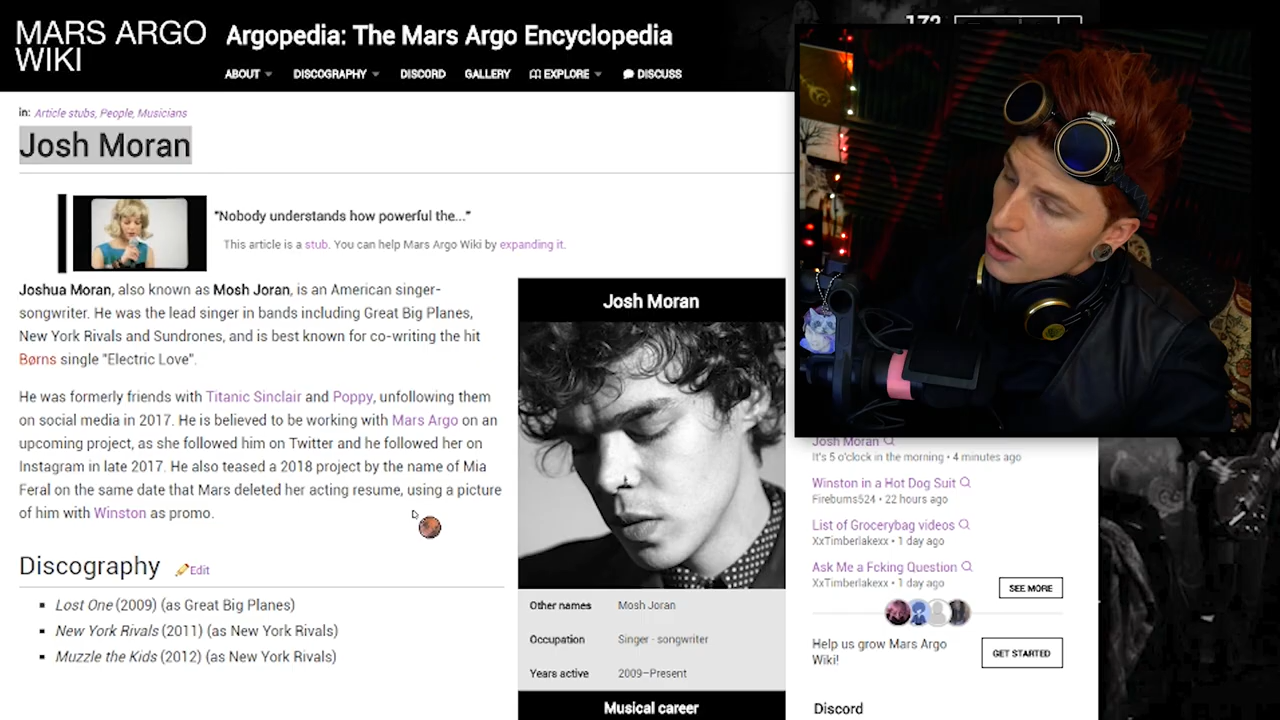 MARS ARGO
WIKI
Argopedia: The Mars Argo Encyclopedia
ABOUT
DISCOGRAPHY
DISCORD
GALLERY
EXPLORE
DISCUSS
in: Article stubs, People, Musicians
Josh Moran
"Nobody understands how powerful the..."
This article is a stub. You can help Mars Argo Wiki by expanding it.
Joshua Moran, also known as Mosh Joran, is an American singer-
songwriter. He was the lead singer in bands including Great Big Planes,
New York Rivals and Sundrones, and is best known for co-writing the hit
Børns single "Electric Love".
He was formerly friends with Titanic Sinclair and Poppy, unfollowing them
on social media in 2017. He is believed to be working with Mars Argo on an
upcoming project, as she followed him on Twitter and he followed her on
Instagram in late 2017. He also teased a 2018 project by the name of Mia
Feral on the same date that Mars deleted her acting resume, using a picture
of him with Winston as promo.
Discography
Edit
Lost One (2009) (as Great Big Planes)
New York Rivals (2011) (as New York Rivals)
Muzzle the Kids (2012) (as New York Rivals)
Josh Moran
Other names Mosh Joran
Occupation Singer - songwriter
Years active 2009–Present
Musical career
Josh Moran
It's 5 o'clock in the morning • 4 minutes ago
Winston in a Hot Dog Suit
Fireburns524 • 22 hours ago
List of Grocerybag videos
XxTimberlakexx • 1 day ago
Ask Me a Fcking Question
XxTimberlakexx • 1 day ago
SEE MORE
Help us grow Mars Argo
Wiki!
GET STARTED
Discord